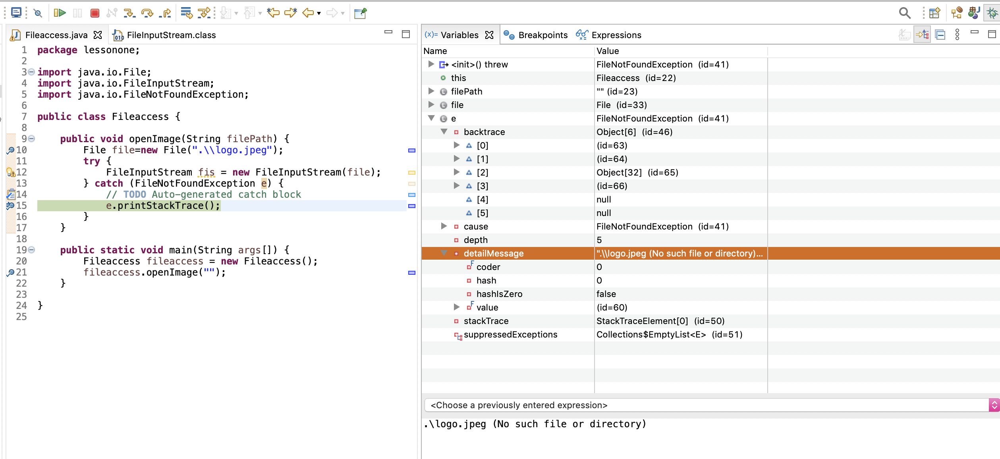 Fileaccess.java
FileInputStream.class
1 package lessonone;
2
3 import java.io.File;
4 import java.io.FileInputStream;
5 import java.io.FileNotFoundException;
6
7 public class Fileaccess {
8
9 public void openImage(String filePath) {
10 File file=new File(".\\logo.jpeg");
11 try {
12 FileInputStream fis = new FileInputStream(file);
13 } catch (FileNotFoundException e) {
14 // TODO Auto-generated catch block
15 e.printStackTrace();
16 }
17 }
18
19 public static void main(String args[]) {
20 Fileaccess fileaccess = new Fileaccess();
21 fileaccess.openImage("");
22 }
23
24 }
25
(x)= Variables
Breakpoints
Expressions
Name Value
<init>() threw FileNotFoundException (id=41)
this Fileaccess (id=22)
filePath "" (id=23)
file File (id=33)
e FileNotFoundException (id=41)
backtrace Object[6] (id=46)
[0] (id=63)
[1] (id=64)
[2] Object[32] (id=65)
[3] (id=66)
[4] null
[5] null
cause FileNotFoundException (id=41)
depth 5
detailMessage ".\\logo.jpeg (No such file or directory)...
coder 0
hash 0
hashIsZero false
value (id=60)
stackTrace StackTraceElement[0] (id=50)
suppressedExceptions Collections$EmptyList<E> (id=51)
<Choose a previously entered expression>
.\logo.jpeg (No such file or directory)